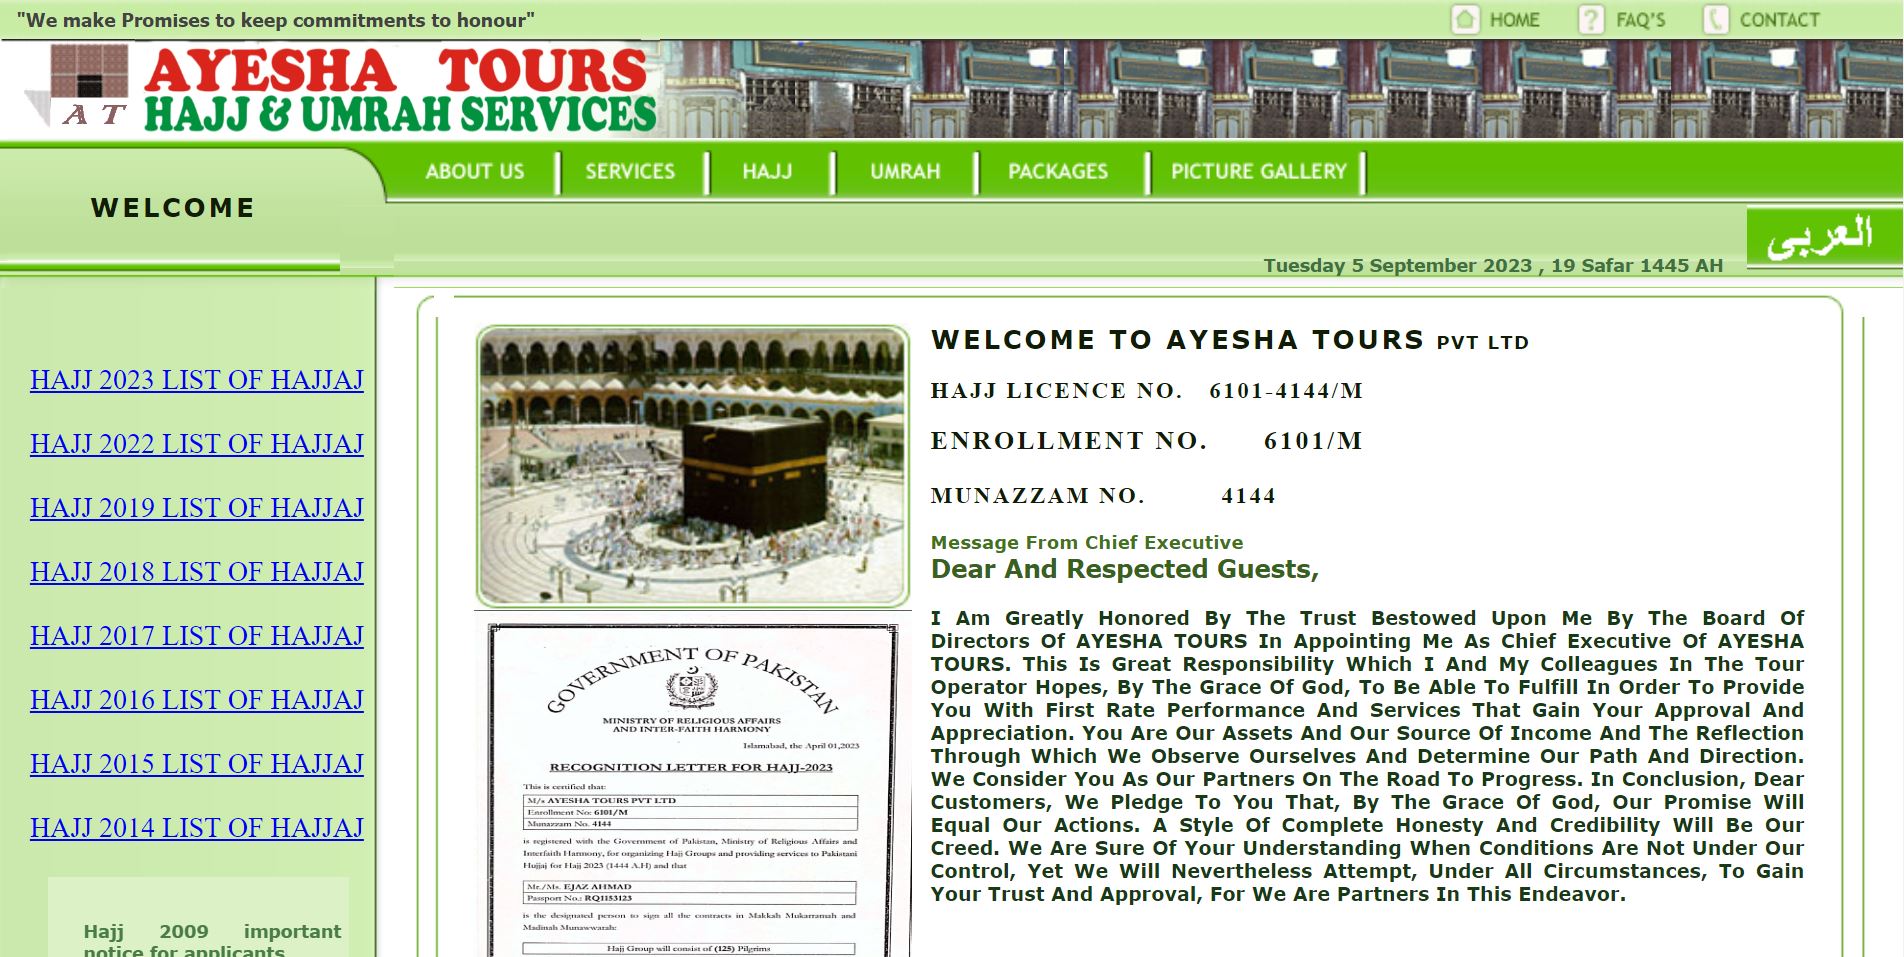 "We make Promises to keep commitments to honour"
HOME
FAQ'S
CONTACT
AYESHA TOURS
HAJJ & UMRAH SERVICES
A T
ABOUT US
SERVICES
HAJJ
UMRAH
PACKAGES
PICTURE GALLERY
WELCOME
العربي
Tuesday 5 September 2023 , 19 Safar 1445 AH
HAJJ 2023 LIST OF HAJJAJ
HAJJ 2022 LIST OF HAJJAJ
HAJJ 2019 LIST OF HAJJAJ
HAJJ 2018 LIST OF HAJJAJ
HAJJ 2017 LIST OF HAJJAJ
HAJJ 2016 LIST OF HAJJAJ
HAJJ 2015 LIST OF HAJJAJ
HAJJ 2014 LIST OF HAJJAJ
Hajj 2009 important
notice for applicants
GOVERNMENT OF PAKISTAN
MINISTRY OF RELIGIOUS AFFAIRS
AND INTER-FAITH HARMONY
Islamabad, the April 01,2023
RECOGNITION LETTER FOR HAJJ-2023
This is certified that:
M/s AYESHA TOURS PVT LTD
Enrollment No: 6101/M
Munazzam No. 4144
is registered with the Government of Pakistan, Ministry of Religious Affairs and
Interfaith Harmony, for organizing Hajj Groups and providing services to Pakistani
Hujjaj for Hajj 2023 (1444 A.H) and that
Mr./Ms. EJAZ AHMAD
Passport No.: RQ1153123
is the designated person to sign all the contracts in Makkah Mukarramah and
Madinah Munawwarah:
Hajj Group will consist of (125) Pilgrims
WELCOME TO AYESHA TOURS PVT LTD
HAJJ LICENCE NO. 6101-4144/M
ENROLLMENT NO. 6101/M
MUNAZZAM NO. 4144
Message From Chief Executive
Dear And Respected Guests,
I Am Greatly Honored By The Trust Bestowed Upon Me By The Board Of
Directors Of AYESHA TOURS In Appointing Me As Chief Executive Of AYESHA
TOURS. This Is Great Responsibility Which I And My Colleagues In The Tour
Operator Hopes, By The Grace Of God, To Be Able To Fulfill In Order To Provide
You With First Rate Performance And Services That Gain Your Approval And
Appreciation. You Are Our Assets And Our Source Of Income And The Reflection
Through Which We Observe Ourselves And Determine Our Path And Direction.
We Consider You As Our Partners On The Road To Progress. In Conclusion, Dear
Customers, We Pledge To You That, By The Grace Of God, Our Promise Will
Equal Our Actions. A Style Of Complete Honesty And Credibility Will Be Our
Creed. We Are Sure Of Your Understanding When Conditions Are Not Under Our
Control, Yet We Will Nevertheless Attempt, Under All Circumstances, To Gain
Your Trust And Approval, For We Are Partners In This Endeavor.